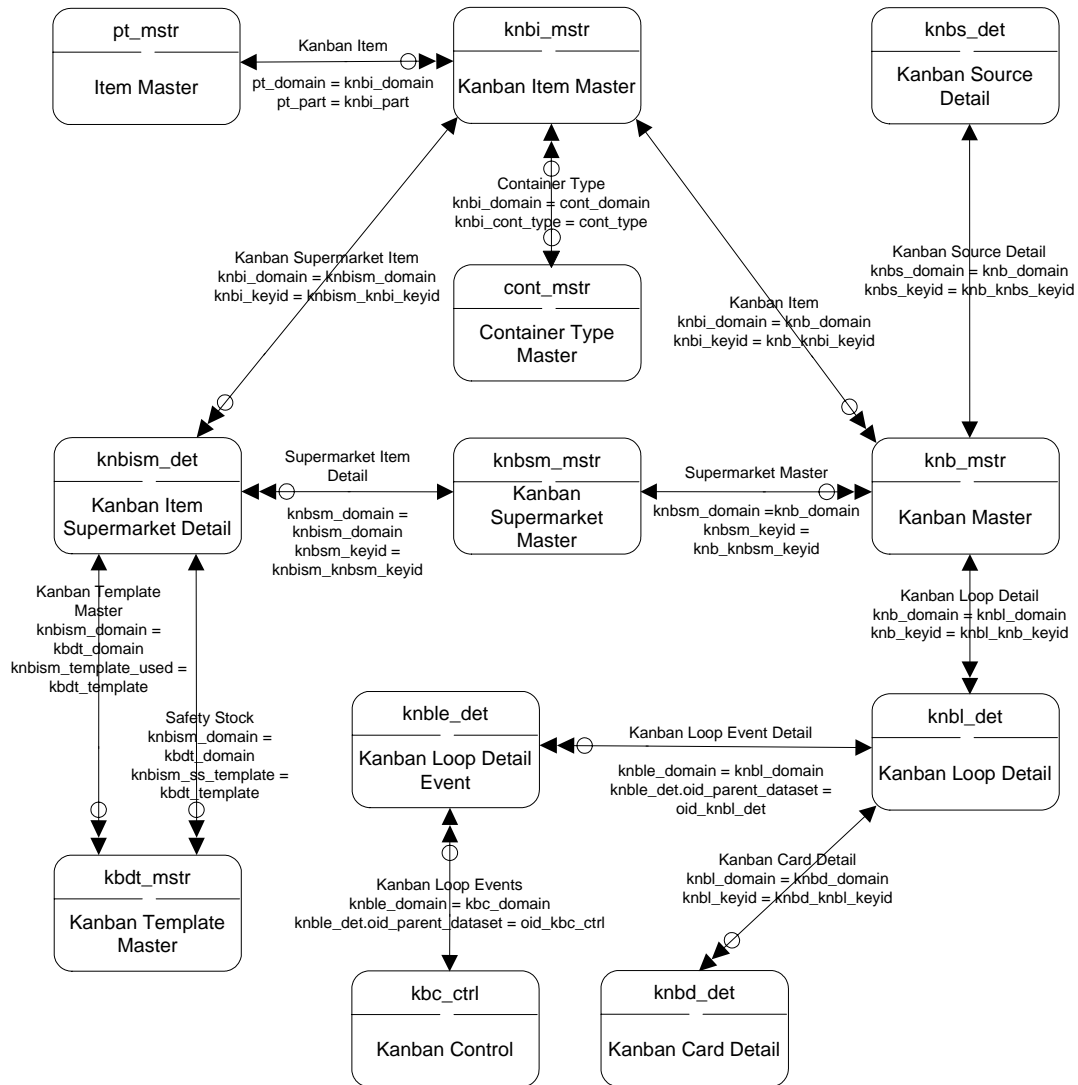 pt_mstr
Item Master
Kanban Item
pt_domain = knbi_domain
pt_part = knbi_part
knbi_mstr
Kanban Item Master
knbs_det
Kanban Source
Detail
Container Type
knbi_domain = cont_domain
knbi_cont_type = cont_type
Kanban Supermarket Item
knbi_domain = knbism_domain
knbi_keyid = knbism_knbi_keyid
cont_mstr
Container Type
Master
Kanban Item
knbi_domain = knb_domain
knbi_keyid = knb_knbi_keyid
Kanban Source Detail
knbs_domain = knb_domain
knbs_keyid = knb_knbs_keyid
knbism_det
Kanban Item
Supermarket Detail
Supermarket Item
Detail
knbsm_domain =
knbism_domain
knbsm_keyid =
knbism_knbsm_keyid
knbsm_mstr
Kanban
Supermarket
Master
Supermarket Master
knbsm_domain =knb_domain
knbsm_keyid =
knb_knbsm_keyid
knb_mstr
Kanban Master
Kanban Template
Master
knbism_domain =
kbdt_domain
knbism_template_used =
kbdt_template
Safety Stock
knbism_domain =
kbdt_domain
knbism_ss_template =
kbdt_template
Kanban Loop Detail
knb_domain = knbl_domain
knb_keyid = knbl_knb_keyid
knble_det
Kanban Loop Detail
Event
Kanban Loop Event Detail
knble_domain = knbl_domain
knble_det.oid_parent_dataset =
oid_knbl_det
knbl_det
Kanban Loop Detail
kbdt_mstr
Kanban Template
Master
Kanban Loop Events
knble_domain = kbc_domain
knble_det.oid_parent_dataset = oid_kbc_ctrl
Kanban Card Detail
knbl_domain = knbd_domain
knbl_keyid = knbd_knbl_keyid
kbc_ctrl
Kanban Control
knbd_det
Kanban Card Detail